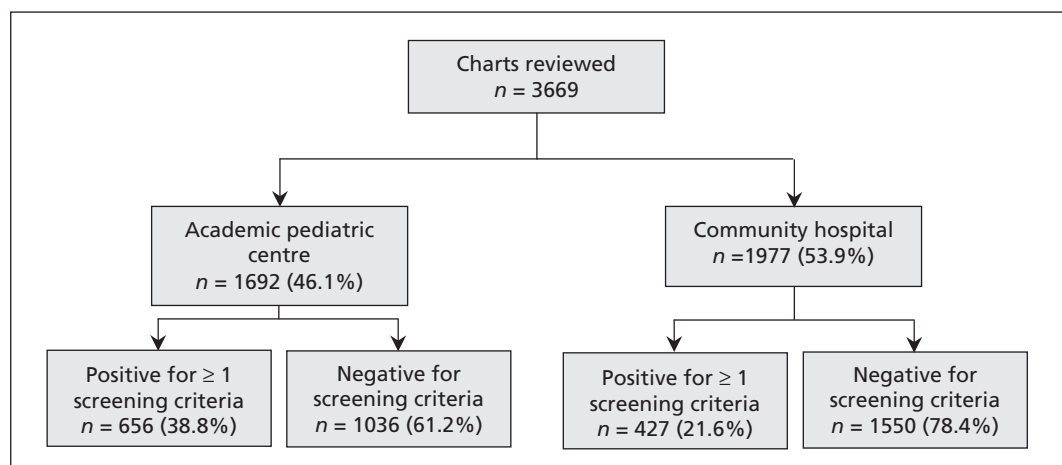 Charts reviewed
n = 3669
Academic pediatric
centre
n = 1692 (46.1%)
Community hospital
n =1977 (53.9%)
Positive for ≥ 1
screening criteria
n = 656 (38.8%)
Negative for
screening criteria
n = 1036 (61.2%)
Positive for ≥ 1
screening criteria
n = 427 (21.6%)
Negative for
screening criteria
n = 1550 (78.4%)